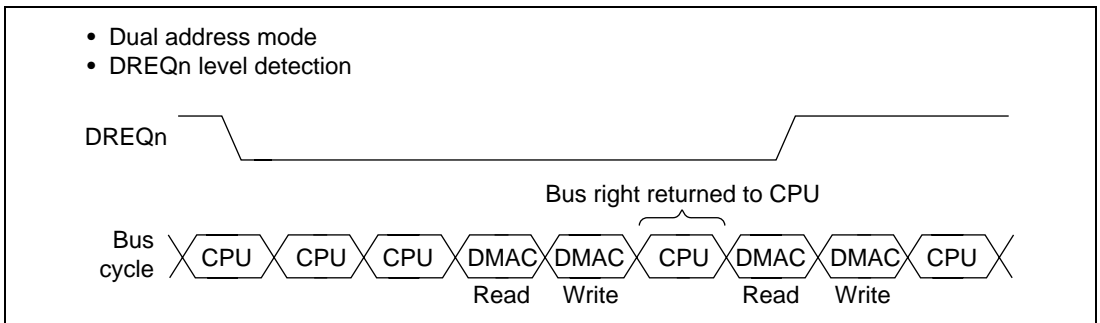 • Dual address mode
• DREQn level detection
DREQn
Bus right returned to CPU
Bus cycle
CPU CPU CPU DMAC DMAC CPU DMAC DMAC CPU
Read Write Read Write